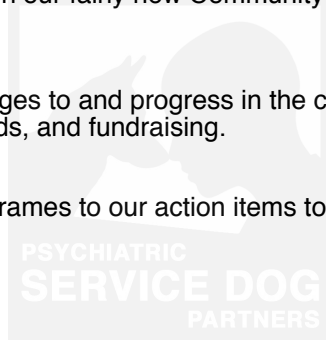 our fairly new Community
ges to and progress in the c
ds, and fundraising.
rames to our action items to
PSYCHIATRIC
SERVICE DOG
PARTNERS